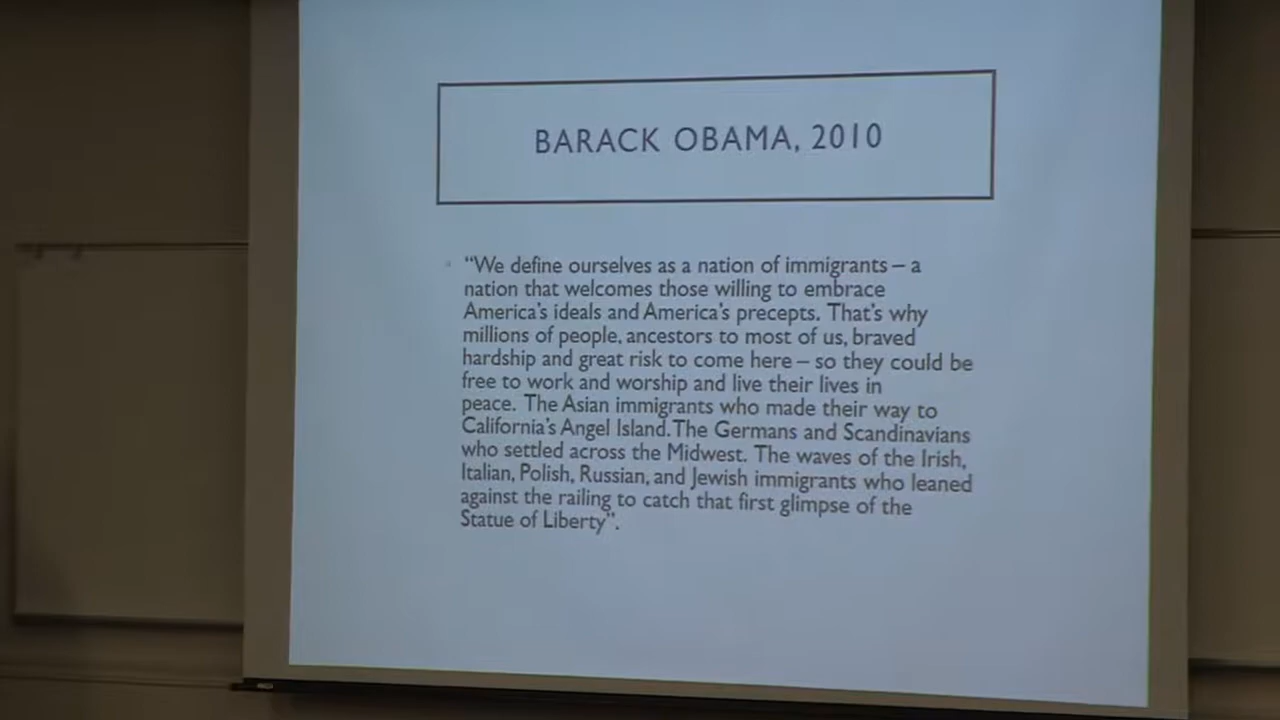 BARACK OBAMA, 2010
“We define ourselves as a nation of immigrants – a
nation that welcomes those willing to embrace
America’s ideals and America’s precepts. That’s why
millions of people, ancestors to most of us, braved
hardship and great risk to come here – so they could be
free to work and worship and live their lives in
peace. The Asian immigrants who made their way to
California’s Angel Island. The Germans and Scandinavians
who settled across the Midwest. The waves of the Irish,
Italian, Polish, Russian, and Jewish immigrants who leaned
against the railing to catch that first glimpse of the
Statue of Liberty”.